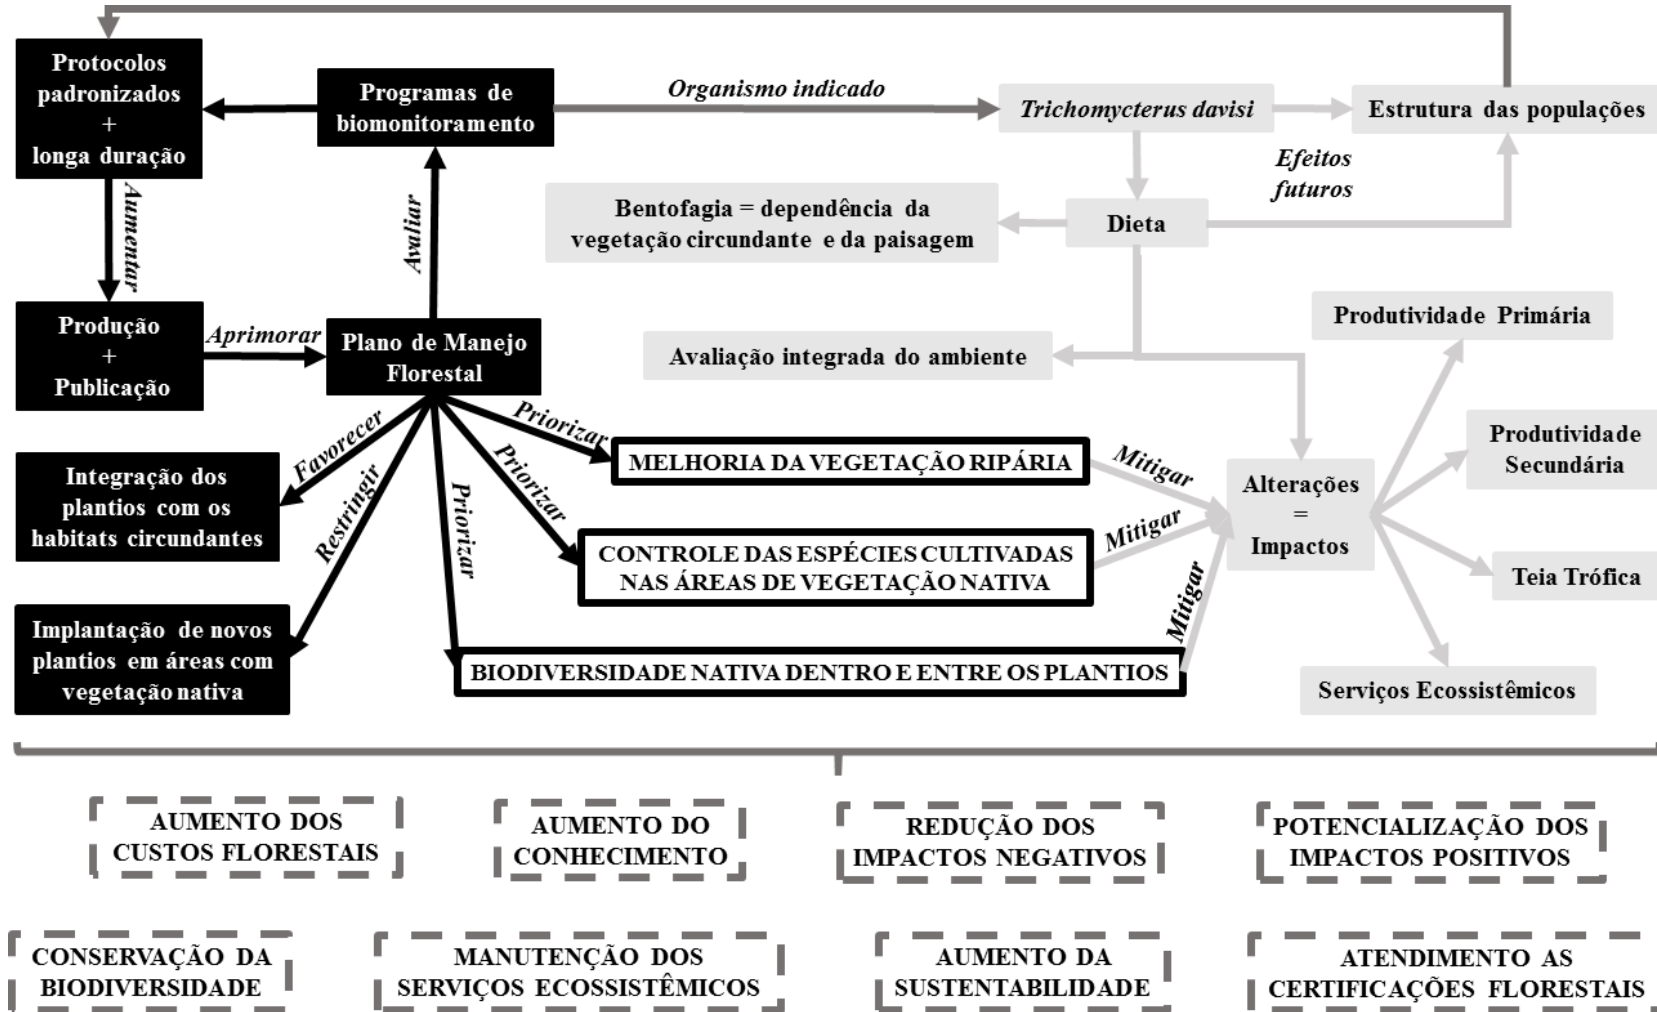 Protocolos
padronizados
+
longa duração
Programas de
biomonitoramento
Organismo indicado
Trichomycterus davisi
Estrutura das populações
Efeitos
futuros
Aumentar
Avaliar
Bentofagia = dependência da
vegetação circundante e da paisagem
Dieta
Produção
+
Publicação
Aprimorar
Plano de Manejo
Florestal
Avaliação integrada do ambiente
Produtividade Primária
Favorecer
Restringir
Priorizar
Priorizar
Priorizar
Integração dos
plantios com os
habitats circundantes
MELHORIA DA VEGETAÇÃO RIPÁRIA
Mitigar
Produtividade
Secundária
Alterações
=
Impactos
CONTROLE DAS ESPÉCIES CULTIVADAS
NAS ÁREAS DE VEGETAÇÃO NATIVA
Mitigar
Teia Trófica
Implantação de novos
plantios em áreas com
vegetação nativa
BIODIVERSIDADE NATIVA DENTRO E ENTRE OS PLANTIOS
Mitigar
Serviços Ecossistêmicos
AUMENTO DOS
CUSTOS FLORESTAIS
AUMENTO DO
CONHECIMENTO
REDUÇÃO DOS
IMPACTOS NEGATIVOS
POTENCIALIZAÇÃO DOS
IMPACTOS POSITIVOS
CONSERVAÇÃO DA
BIODIVERSIDADE
MANUTENÇÃO DOS
SERVIÇOS ECOSSISTÊMICOS
AUMENTO DA
SUSTENTABILIDADE
ATENDIMENTO AS
CERTIFICAÇÕES FLORESTAIS